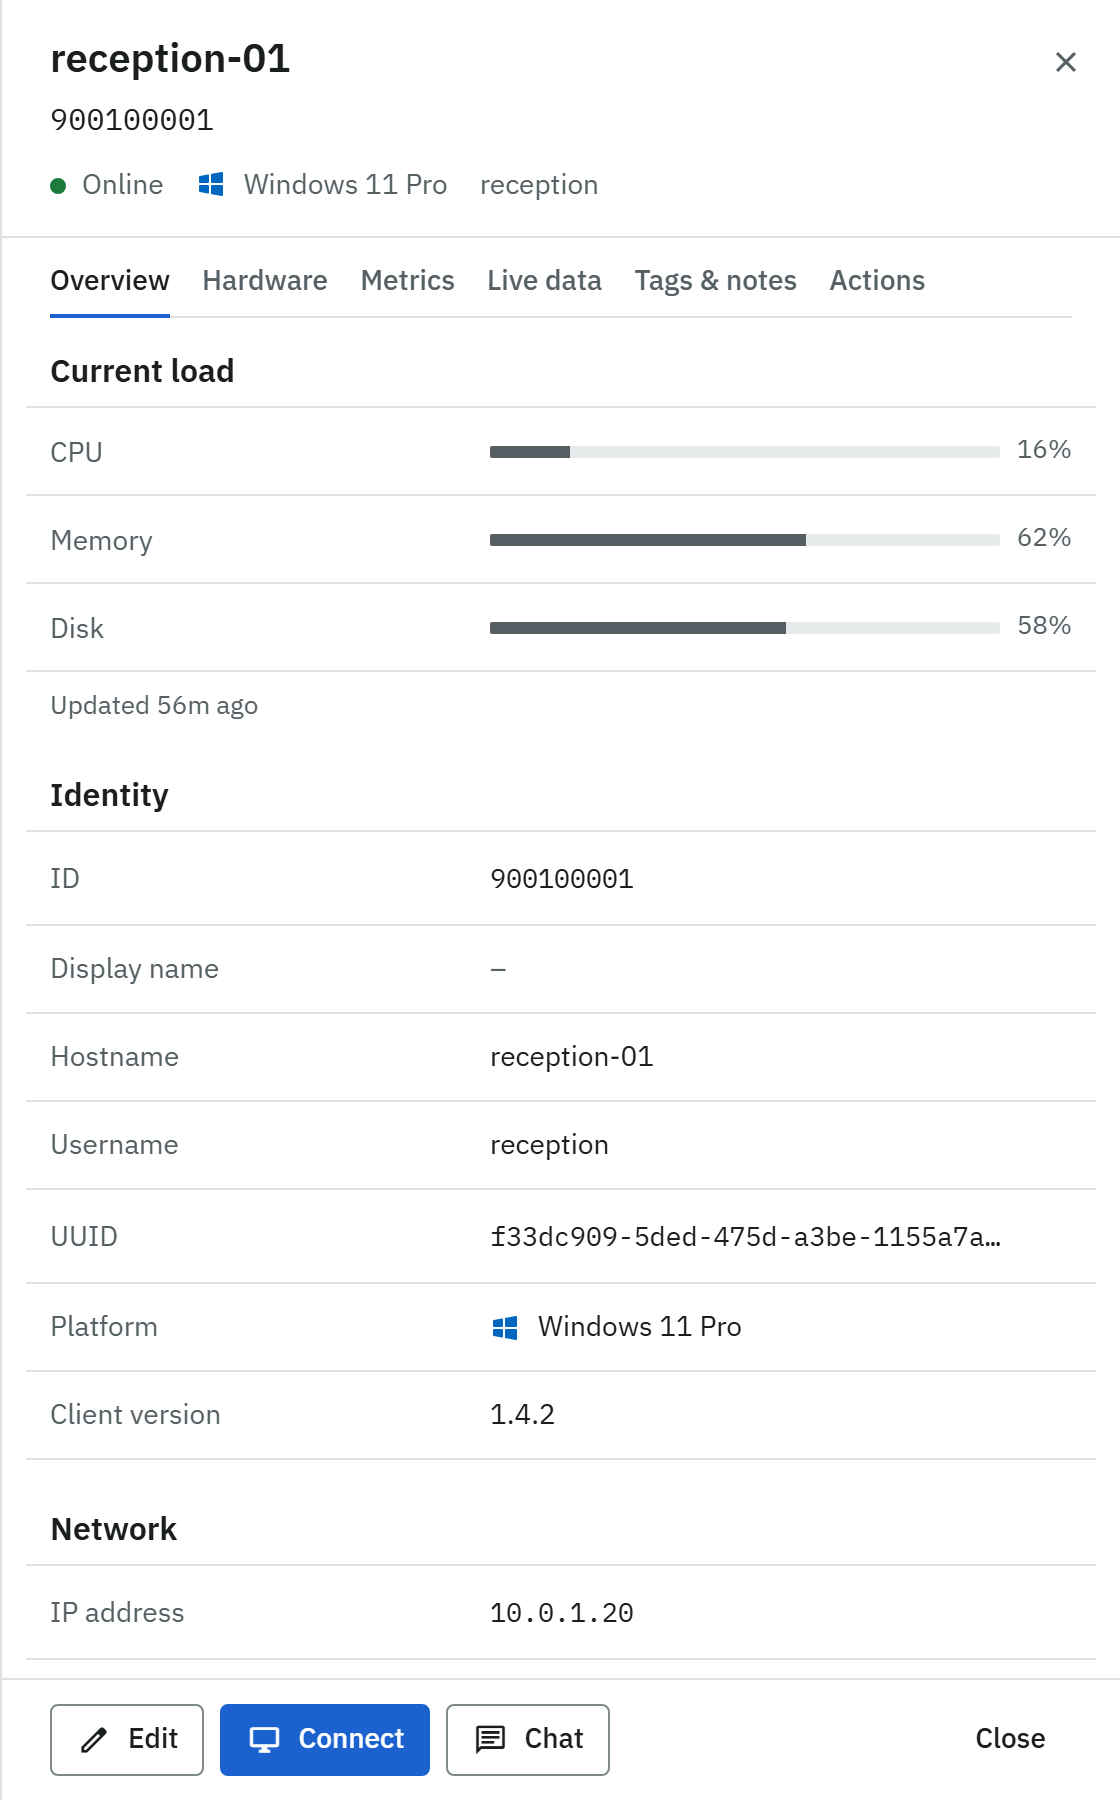 reception-01
900100001
Online Windows 11 Pro reception
Overview Hardware Metrics Live data Tags & notes Actions
Current load
CPU 16%
Memory 62%
Disk 58%
Updated 56m ago
Identity
ID 900100001
Display name –
Hostname reception-01
Username reception
UUID f33dc909-5ded-475d-a3be-1155a7a…
Platform Windows 11 Pro
Client version 1.4.2
Network
IP address 10.0.1.20
Edit Connect Chat Close